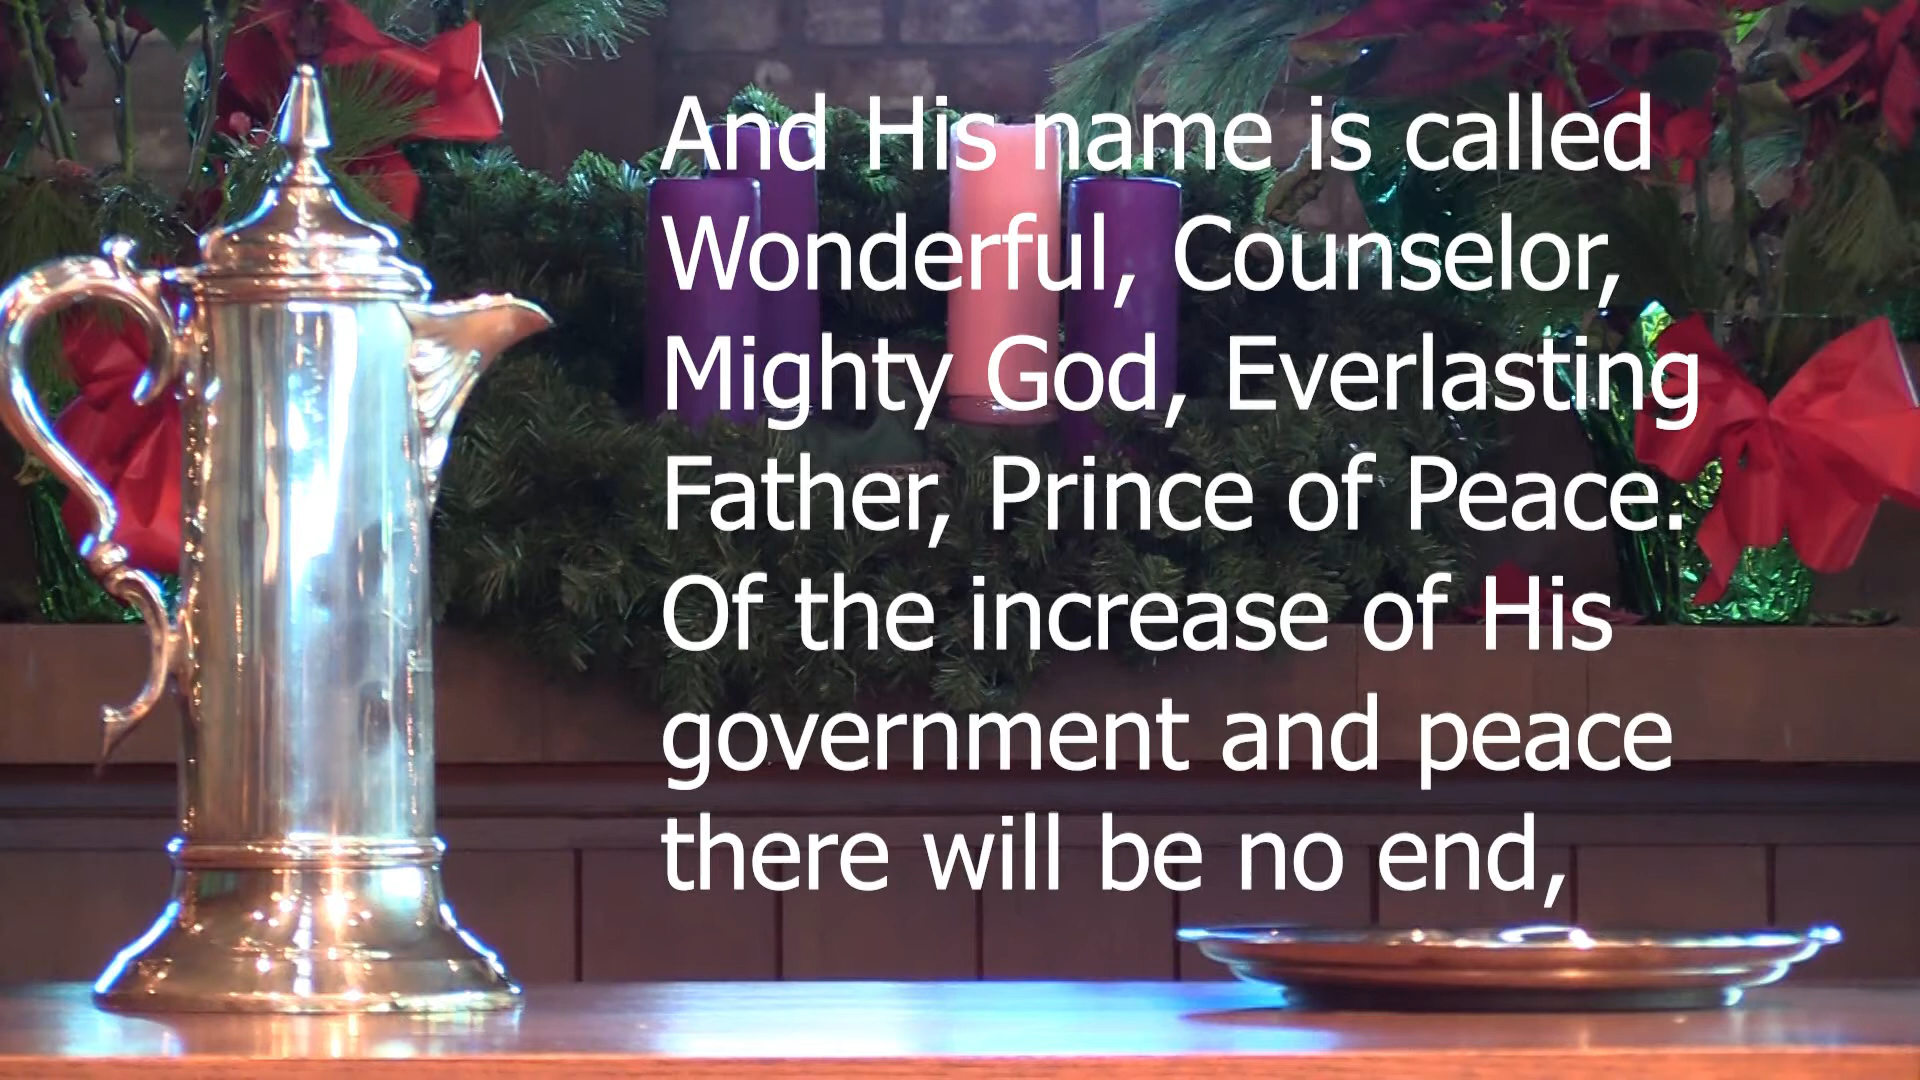 And His name is called
Wonderful, Counselor,
Mighty God, Everlasting
Father, Prince of Peace.
Of the increase of His
government and peace
there will be no end,